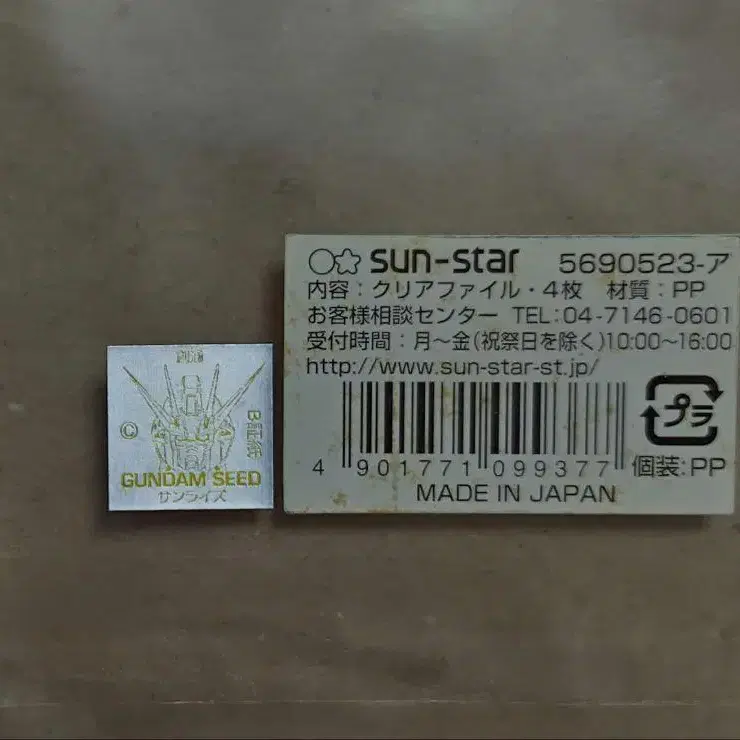 GUNDAM SEED
サンライズ
©
B証紙
sun-star 5690523-ア
内容:クリアファイル・4枚 材質:PP
お客様相談センター TEL:04-7146-0601
受付時間:月〜金(祝祭日を除く)10:00〜16:00
http://www.sun-star-st.jp/
プラ
4 901771 099377
個装:PP
MADE IN JAPAN